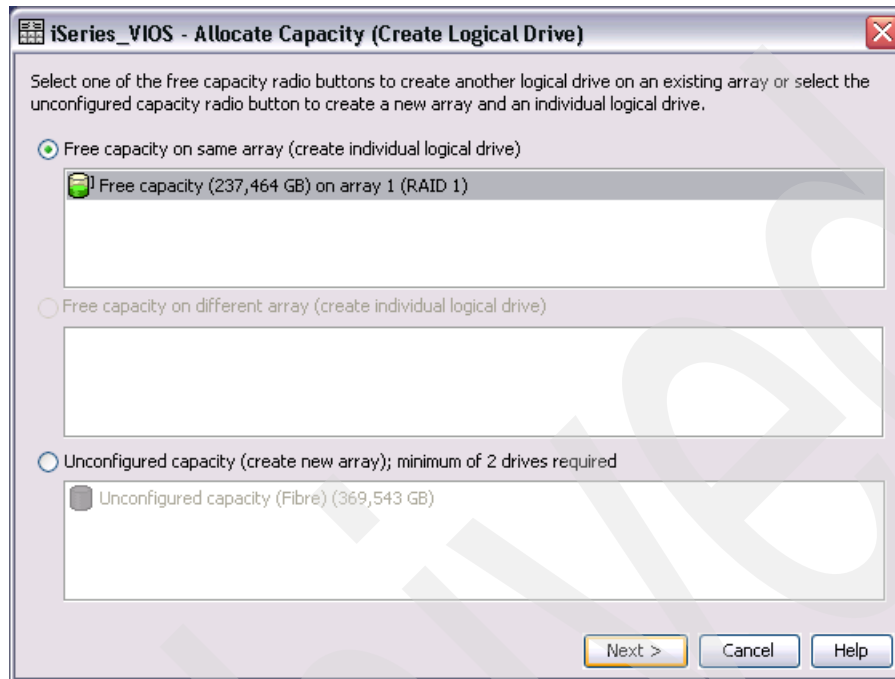 iSeries_VIOS - Allocate Capacity (Create Logical Drive)
Select one of the free capacity radio buttons to create another logical drive on an existing array or select the
unconfigured capacity radio button to create a new array and an individual logical drive.
Free capacity on same array (create individual logical drive)
Free capacity (237,464 GB) on array 1 (RAID 1)
Free capacity on different array (create individual logical drive)
Unconfigured capacity (create new array); minimum of 2 drives required
Unconfigured capacity (Fibre) (369,543 GB)
Next > Cancel Help